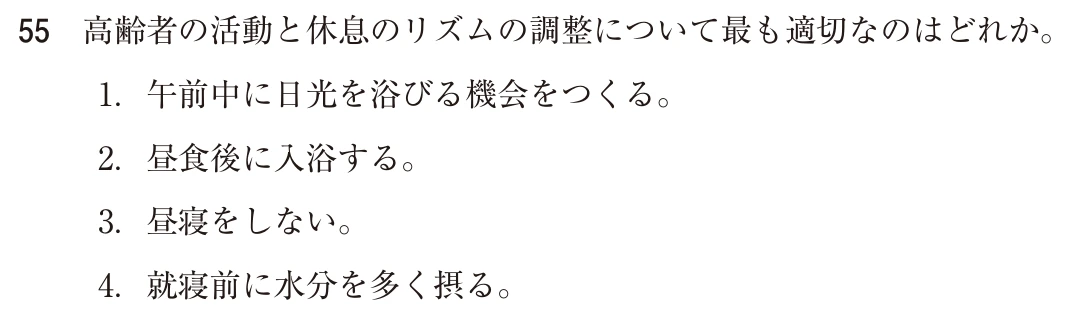 55 高齢者の活動と休息のリズムの調整について最も適切なのはどれか。
1. 午前中に日光を浴びる機会をつくる。
2. 昼食後に入浴する。
3. 昼寝をしない。
4. 就寝前に水分を多く摂る。